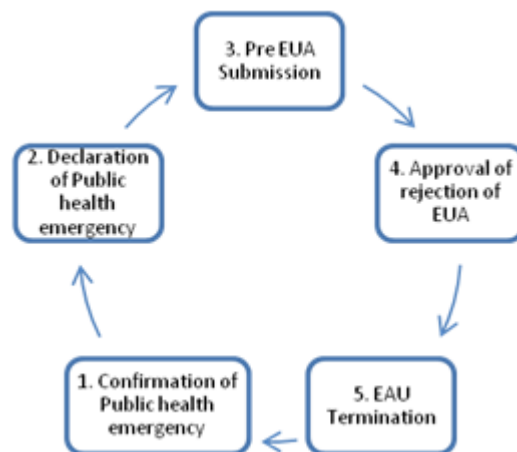 3. Pre EUA
Submission
2. Declaration
of Public
health
emergency
4. Approval of
rejection of
EUA
1. Confirmation of
Public health
emergency
5. EAU
Termination